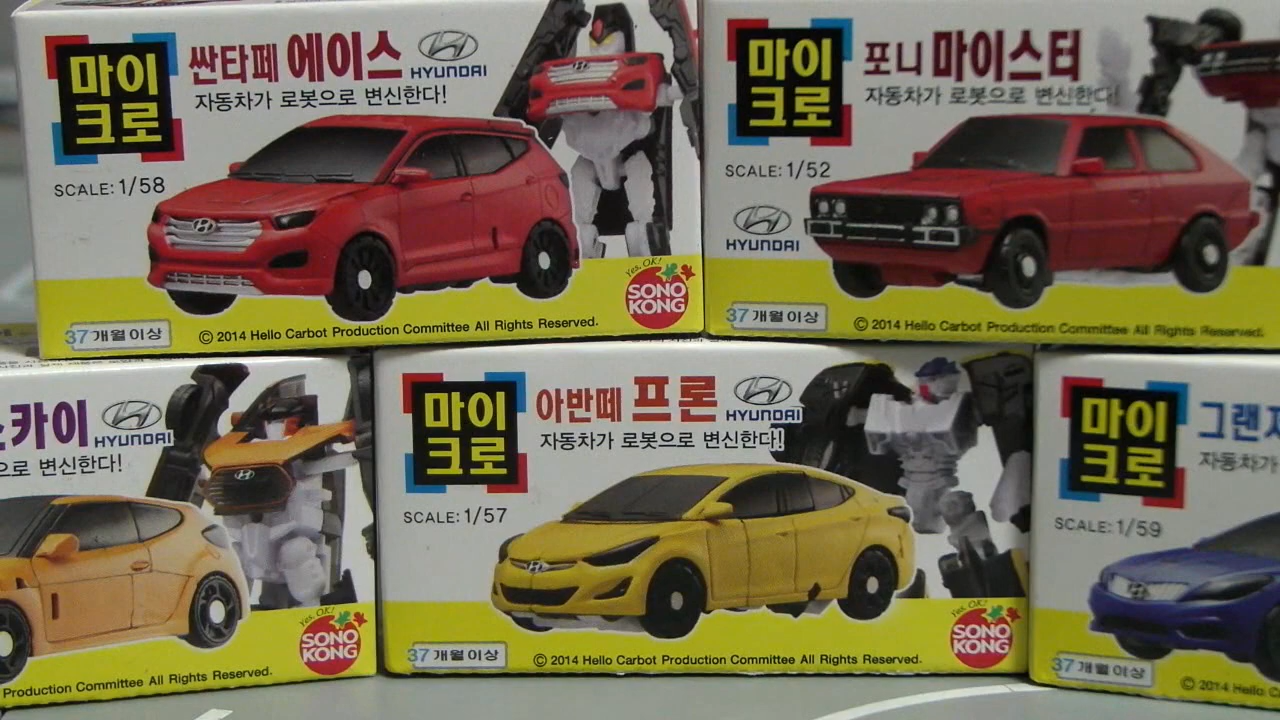 마이
크로
싼타페 에이스
HYUNDAI
자동차가 로봇으로 변신한다!
SCALE: 1/58
Yes, OK!
SONO
KONG
37개월이상
© 2014 Hello Carbot Production Committee All Rights Reserved.
마이
크로
포니 마이스터
자동차가 로봇으로 변신한다!
SCALE: 1/52
HYUNDAI
37개월이상
© 2014 Hello Carbot Production Committee All Rights Reserved.
카이
HYUNDAI
으로 변신한다!
Yes, OK!
SONO
KONG
Production Committee All Rights Reserved.
마이
크로
아반떼 프론
HYUNDAI
자동차가 로봇으로 변신한다!
SCALE: 1/57
Yes, OK!
SONO
KONG
37개월이상
© 2014 Hello Carbot Production Committee All Rights Reserved.
마이
크로
그랜
자동차가
SCALE: 1/59
37개월이상
© 2014 Hello